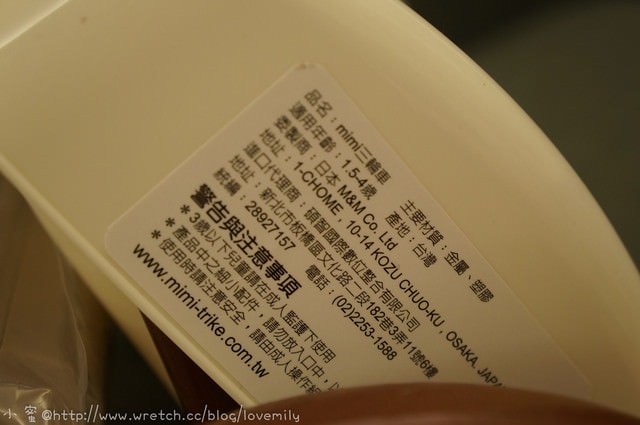 品名：mimi三輪車 主要材質：金屬、塑膠
適用年齡：1.5-4歲 產地：台灣
委製商：日本 M&M Co. Ltd
地址：1-CHOME, 10-14 KOZU CHUO-KU, OSAKA, JAPA
進口代理商：碩智國際數位整合有限公司
地址：新北市板橋區文化路二段182巷3弄11號6樓
統編：28927157 電話：(02)2253-1588
警告與注意事項
＊3歲以下兒童請在成人監護下使用
＊產品中之細小配件，請勿放入口中，
＊使用時請注意安全，請由成人操作
www.mimi-trike.com.tw
小蜜@http://www.wretch.cc/blog/lovemily